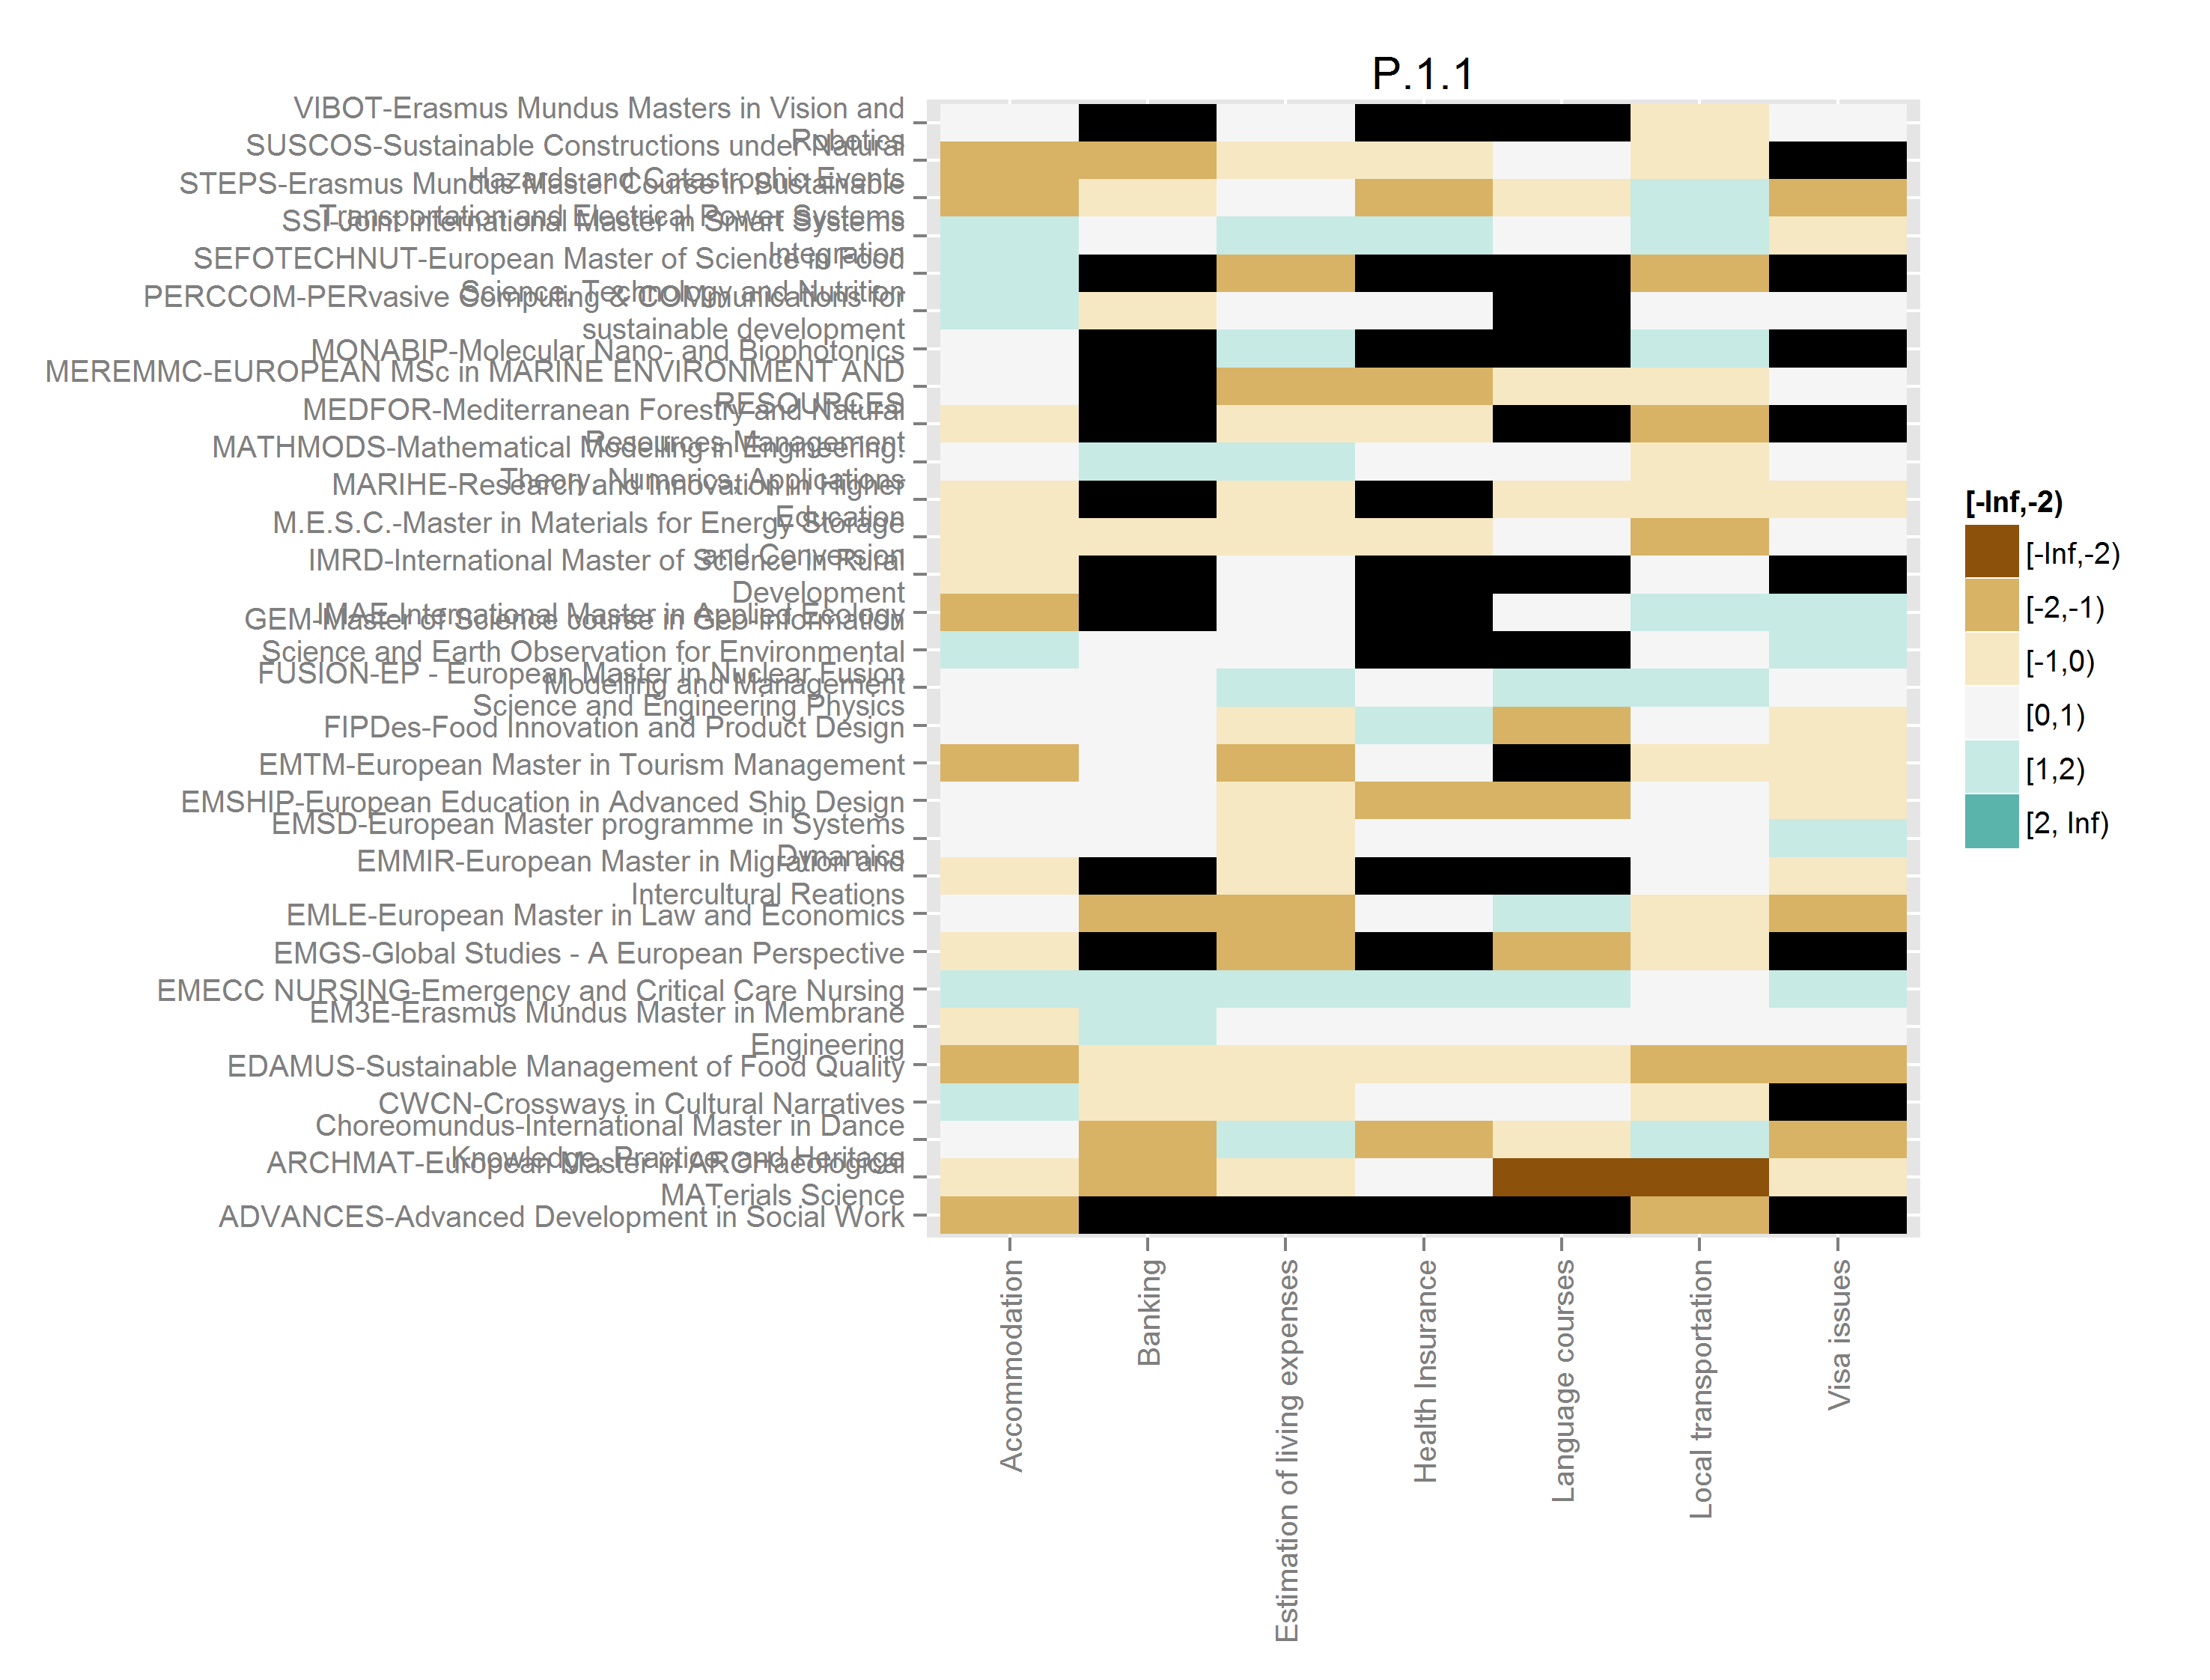 P.1.1
VIBOT-Erasmus Mundus Masters in Vision and
Robotics
SUSCOS-Sustainable Constructions under Natural
Hazards and Catastrophic Events
STEPS-Erasmus Mundus Master Course in Sustainable
Transportation and Electrical Power Systems
SSI-Joint International Master in Smart Systems
Integration
SEFOTECHNUT-European Master of Science in Food
Science, Technology and Nutrition
PERCCOM-PERvasive Computing & COMmunications for
sustainable development
MONABIP-Molecular Nano- and Biophotonics
MEREMMC-EUROPEAN MSc in MARINE ENVIRONMENT AND
RESOURCES
MEDFOR-Mediterranean Forestry and Natural
Resources Management
MATHMODS-Mathematical Modelling in Engineering:
Theory, Numerics, Applications
MARIHE-Research and Innovation in Higher
Education
M.E.S.C.-Master in Materials for Energy Storage
and Conversion
IMRD-International Master of Science in Rural
Development
IMAE-International Master in Applied Ecology
GEM-Master of Science course in Geo-Information
Science and Earth Observation for Environmental
Modelling and Management
FUSION-EP - European Master in Nuclear Fusion
Science and Engineering Physics
FIPDes-Food Innovation and Product Design
EMTM-European Master in Tourism Management
EMSHIP-European Education in Advanced Ship Design
EMSD-European Master programme in Systems
Dynamics
EMMIR-European Master in Migration and
Intercultural Reations
EMLE-European Master in Law and Economics
EMGS-Global Studies - A European Perspective
EMECC NURSING-Emergency and Critical Care Nursing
EM3E-Erasmus Mundus Master in Membrane
Engineering
EDAMUS-Sustainable Management of Food Quality
CWCN-Crossways in Cultural Narratives
Choreomundus-International Master in Dance
Knowledge, Practice, and Heritage
ARCHMAT-European Master in ARCHaeological
MATerials Science
ADVANCES-Advanced Development in Social Work
Accommodation
Banking
Estimation of living expenses
Health Insurance
Language courses
Local transportation
Visa issues
[-Inf,-2)
[-Inf,-2)
[-2,-1)
[-1,0)
[0,1)
[1,2)
[2, Inf)